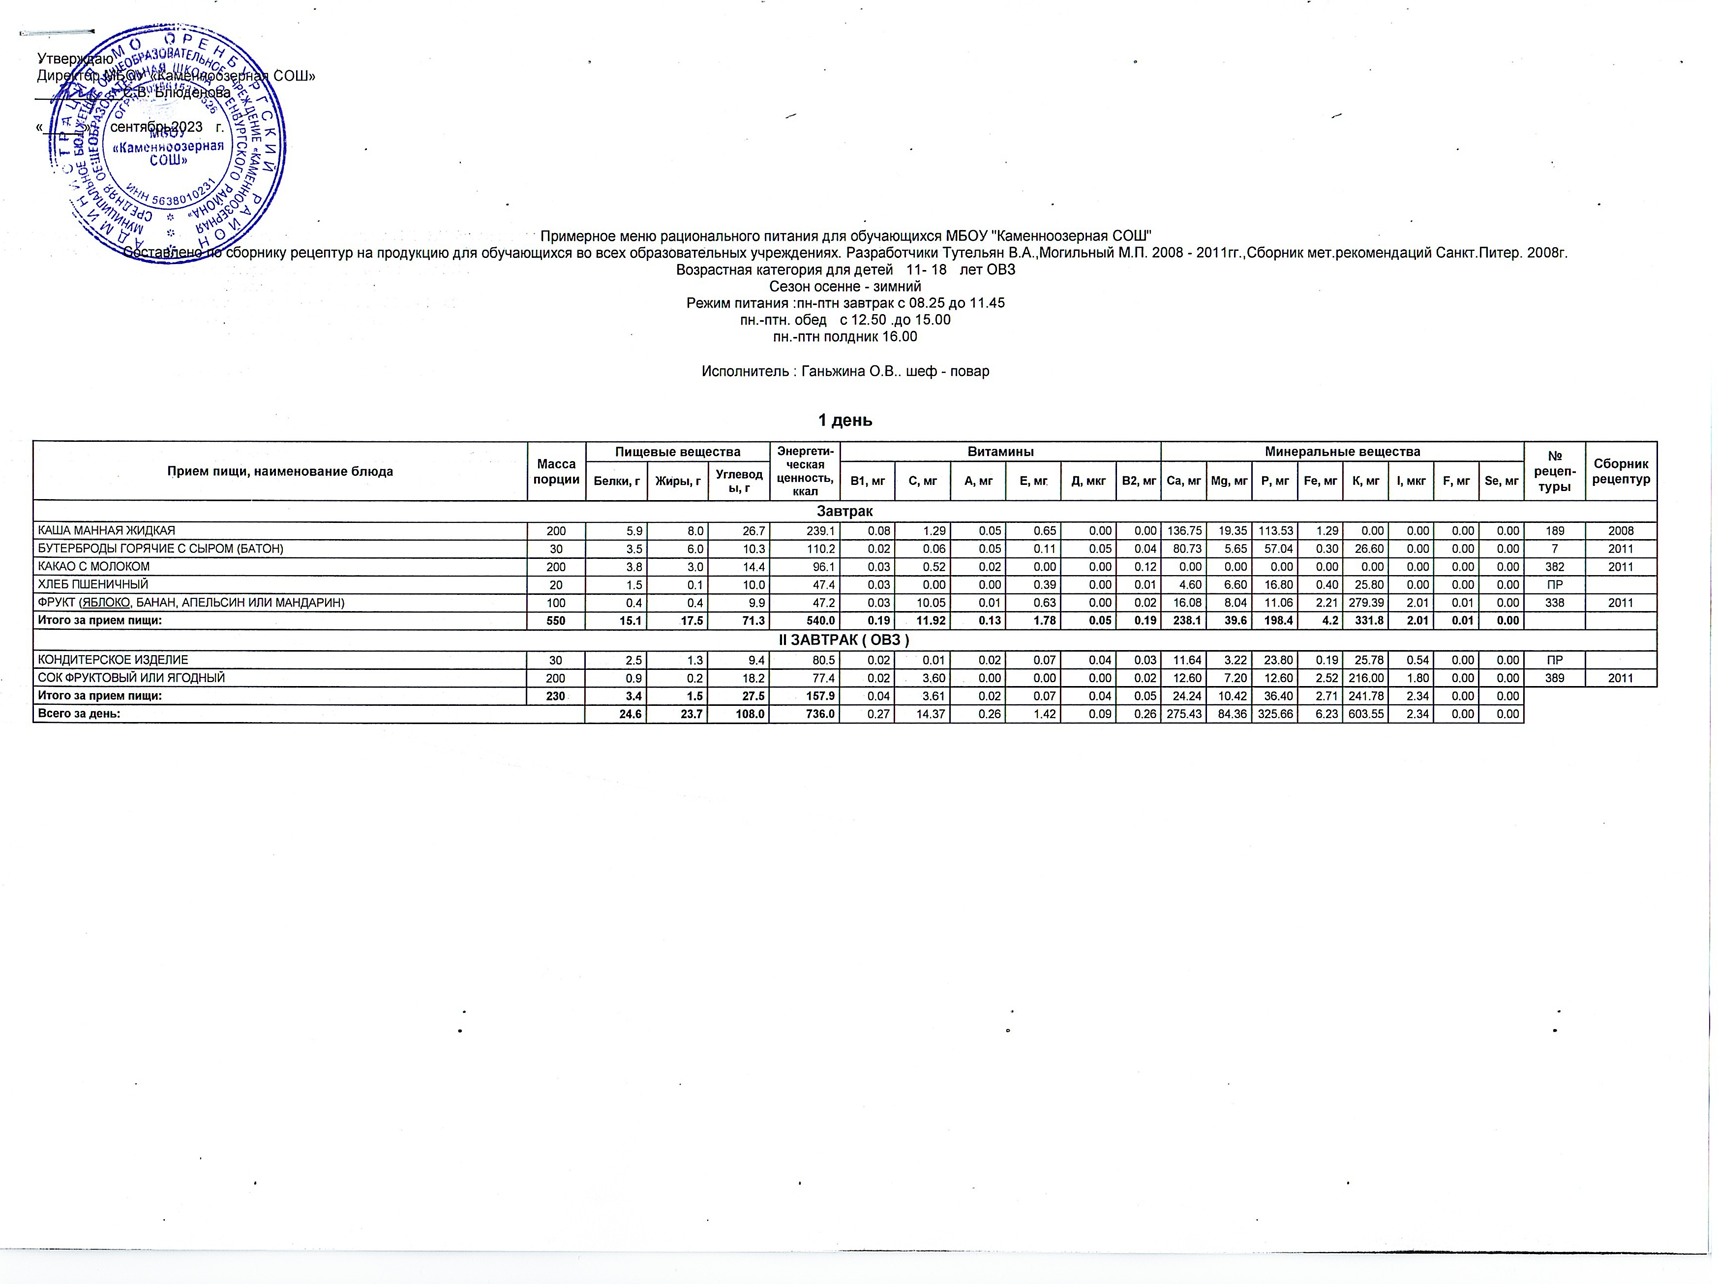 Утверждаю
Директор МБОУ «Каменноозерная СОШ»
С.В. Блюденова
«____» сентябрь2023 г.
АДМИНИСТРАЦИЯ МО ОРЕНБУРГСКИЙ РАЙОН
МБОУ
«Каменноозерная
СОШ»
ИНН 5638010231
Примерное меню рационального питания для обучающихся МБОУ "Каменноозерная СОШ"
Составлено по сборнику рецептур на продукцию для обучающихся во всех образовательных учреждениях. Разработчики Тутельян В.А.,Могильный М.П. 2008 - 2011гг.,Сборник мет.рекомендаций Санкт.Питер. 2008г.
Возрастная категория для детей 11- 18 лет ОВЗ
Сезон осенне - зимний
Режим питания :пн-птн завтрак с 08.25 до 11.45
пн.-птн. обед с 12.50 .до 15.00
пн.-птн полдник 16.00
Исполнитель : Ганьжина О.В.. шеф - повар
1 день
Прием пищи, наименование блюда Масса порции Пищевые вещества Энергети-ческая ценность, ккал Витамины Минеральные вещества № рецеп-туры Сборник рецептур
Белки, г Жиры, г Углеводы, г В1, мг С, мг А, мг Е, мг Д, мкг В2, мг Ca, мг Mg, мг P, мг Fe, мг К, мг I, мкг F, мг Se, мг
Завтрак
КАША МАННАЯ ЖИДКАЯ 200 5.9 8.0 26.7 239.1 0.08 1.29 0.05 0.65 0.00 0.00 136.75 19.35 113.53 1.29 0.00 0.00 0.00 0.00 189 2008
БУТЕРБРОДЫ ГОРЯЧИЕ С СЫРОМ (БАТОН) 30 3.5 6.0 10.3 110.2 0.02 0.06 0.05 0.11 0.05 0.04 80.73 5.65 57.04 0.30 26.60 0.00 0.00 0.00 7 2011
КАКАО С МОЛОКОМ 200 3.8 3.0 14.4 96.1 0.03 0.52 0.02 0.00 0.00 0.12 0.00 0.00 0.00 0.00 0.00 0.00 0.00 0.00 382 2011
ХЛЕБ ПШЕНИЧНЫЙ 20 1.5 0.1 10.0 47.4 0.03 0.00 0.00 0.39 0.00 0.01 4.60 6.60 16.80 0.40 25.80 0.00 0.00 0.00 ПР
ФРУКТ (ЯБЛОКО, БАНАН, АПЕЛЬСИН ИЛИ МАНДАРИН) 100 0.4 0.4 9.9 47.2 0.03 10.05 0.01 0.63 0.00 0.02 16.08 8.04 11.06 2.21 279.39 2.01 0.01 0.00 338 2011
Итого за прием пищи: 550 15.1 17.5 71.3 540.0 0.19 11.92 0.13 1.78 0.05 0.19 238.1 39.6 198.4 4.2 331.8 2.01 0.01 0.00
II ЗАВТРАК ( ОВЗ )
КОНДИТЕРСКОЕ ИЗДЕЛИЕ 30 2.5 1.3 9.4 80.5 0.02 0.01 0.02 0.07 0.04 0.03 11.64 3.22 23.80 0.19 25.78 0.54 0.00 0.00 ПР
СОК ФРУКТОВЫЙ ИЛИ ЯГОДНЫЙ 200 0.9 0.2 18.2 77.4 0.02 3.60 0.00 0.00 0.00 0.02 12.60 7.20 12.60 2.52 216.00 1.80 0.00 0.00 389 2011
Итого за прием пищи: 230 3.4 1.5 27.5 157.9 0.04 3.61 0.02 0.07 0.04 0.05 24.24 10.42 36.40 2.71 241.78 2.34 0.00 0.00
Всего за день: 24.6 23.7 108.0 736.0 0.27 14.37 0.26 1.42 0.09 0.26 275.43 84.36 325.66 6.23 603.55 2.34 0.00 0.00